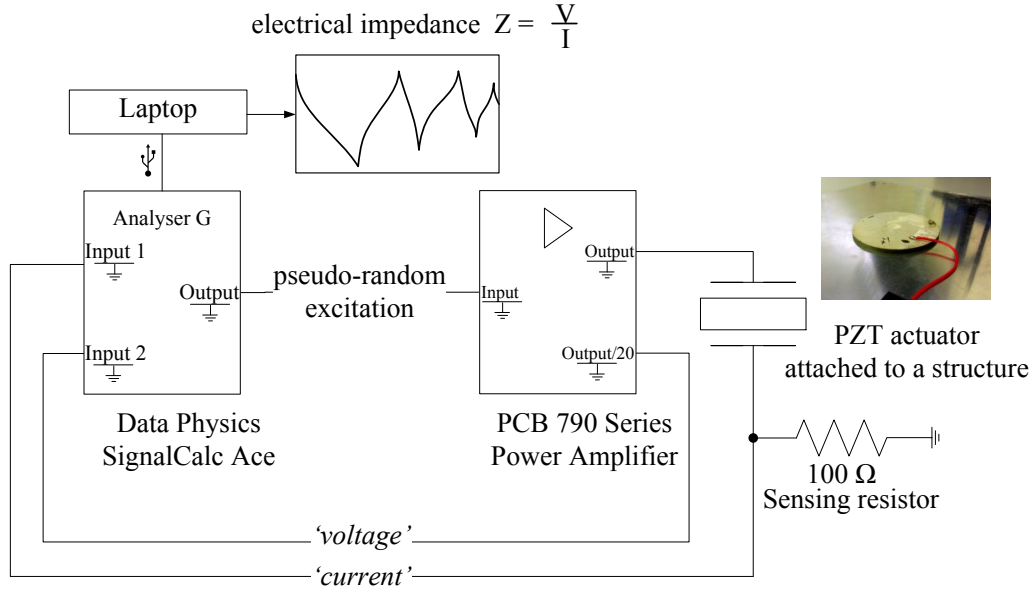 electrical impedance Z = V/I
Laptop
Analyser G
Input 1
Output
Input 2
Data Physics
SignalCalc Ace
pseudo-random
excitation
Output
Input
Output/20
PCB 790 Series
Power Amplifier
PZT actuator
attached to a structure
100 Ω
Sensing resistor
‘voltage’
‘current’